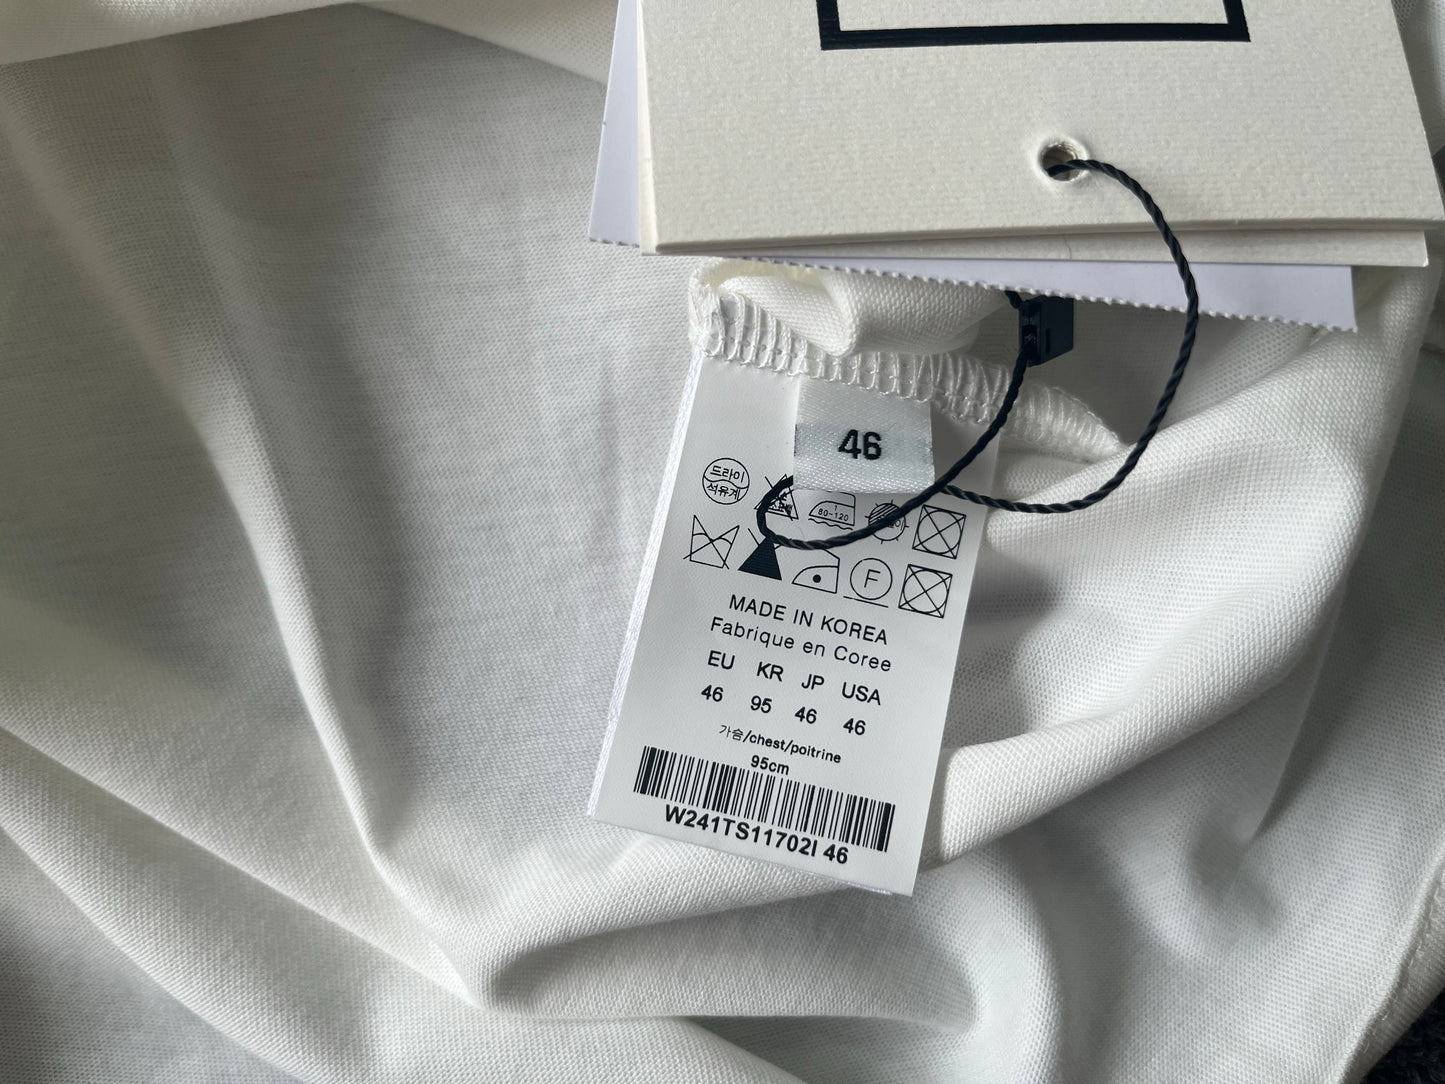 46
드라이
석유계
80-120
F
MADE IN KOREA
Fabrique en Coree
EU KR JP USA
46 95 46 46
가슴/chest/poitrine
95cm
W241TS11702I 46